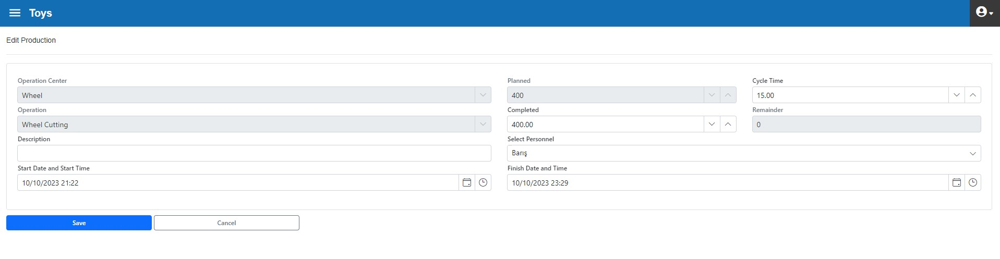 Toys
Edit Production
Operation Center
Planned
Cycle Time
Wheel
400
15.00
Operation
Completed
Remainder
Wheel Cutting
400.00
0
Description
Select Personnel
Barış
Start Date and Start Time
Finish Date and Time
10/10/2023 21:22
10/10/2023 23:29
Save
Cancel